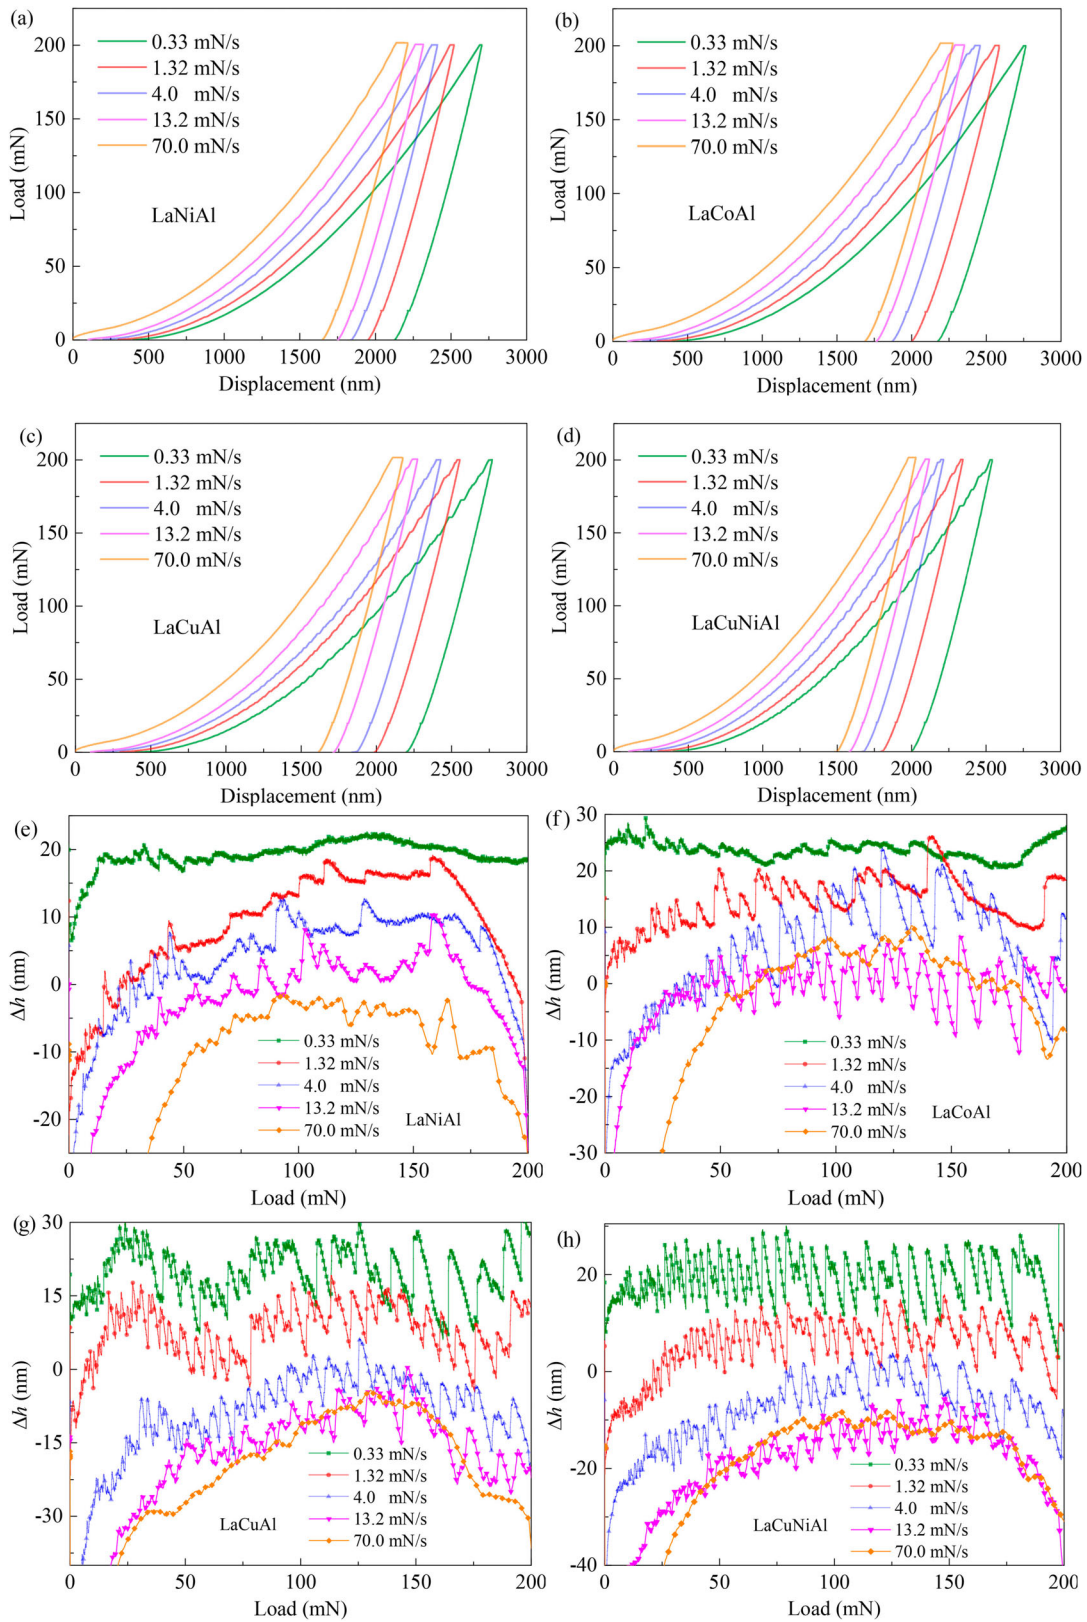 (a)
200
150
100
50
0
Load (mN)
0.33 mN/s
1.32 mN/s
4.0 mN/s
13.2 mN/s
70.0 mN/s
LaNiAl
0 500 1000 1500 2000 2500 3000
Displacement (nm)
(b)
200
150
100
50
0
Load (mN)
0.33 mN/s
1.32 mN/s
4.0 mN/s
13.2 mN/s
70.0 mN/s
LaCoAl
0 500 1000 1500 2000 2500 3000
Displacement (nm)
(c)
200
150
100
50
0
Load (mN)
0.33 mN/s
1.32 mN/s
4.0 mN/s
13.2 mN/s
70.0 mN/s
LaCuAl
0 500 1000 1500 2000 2500 3000
Displacement (nm)
(d)
200
150
100
50
0
Load (mN)
0.33 mN/s
1.32 mN/s
4.0 mN/s
13.2 mN/s
70.0 mN/s
LaCuNiAl
0 500 1000 1500 2000 2500 3000
Displacement (nm)
(e)
20
10
0
-10
-20
Δh (nm)
0.33 mN/s
1.32 mN/s
4.0 mN/s
13.2 mN/s
70.0 mN/s
LaNiAl
0 50 100 150 200
Load (mN)
(f)
30
20
10
0
-10
-20
-30
Δh (nm)
0.33 mN/s
1.32 mN/s
4.0 mN/s
13.2 mN/s
70.0 mN/s
LaCoAl
0 50 100 150 200
Load (mN)
(g)
30
15
0
-15
-30
Δh (nm)
0.33 mN/s
1.32 mN/s
4.0 mN/s
13.2 mN/s
70.0 mN/s
LaCuAl
0 50 100 150 200
Load (mN)
(h)
20
0
-20
-40
Δh (nm)
0.33 mN/s
1.32 mN/s
4.0 mN/s
13.2 mN/s
70.0 mN/s
LaCuNiAl
0 50 100 150 200
Load (mN)